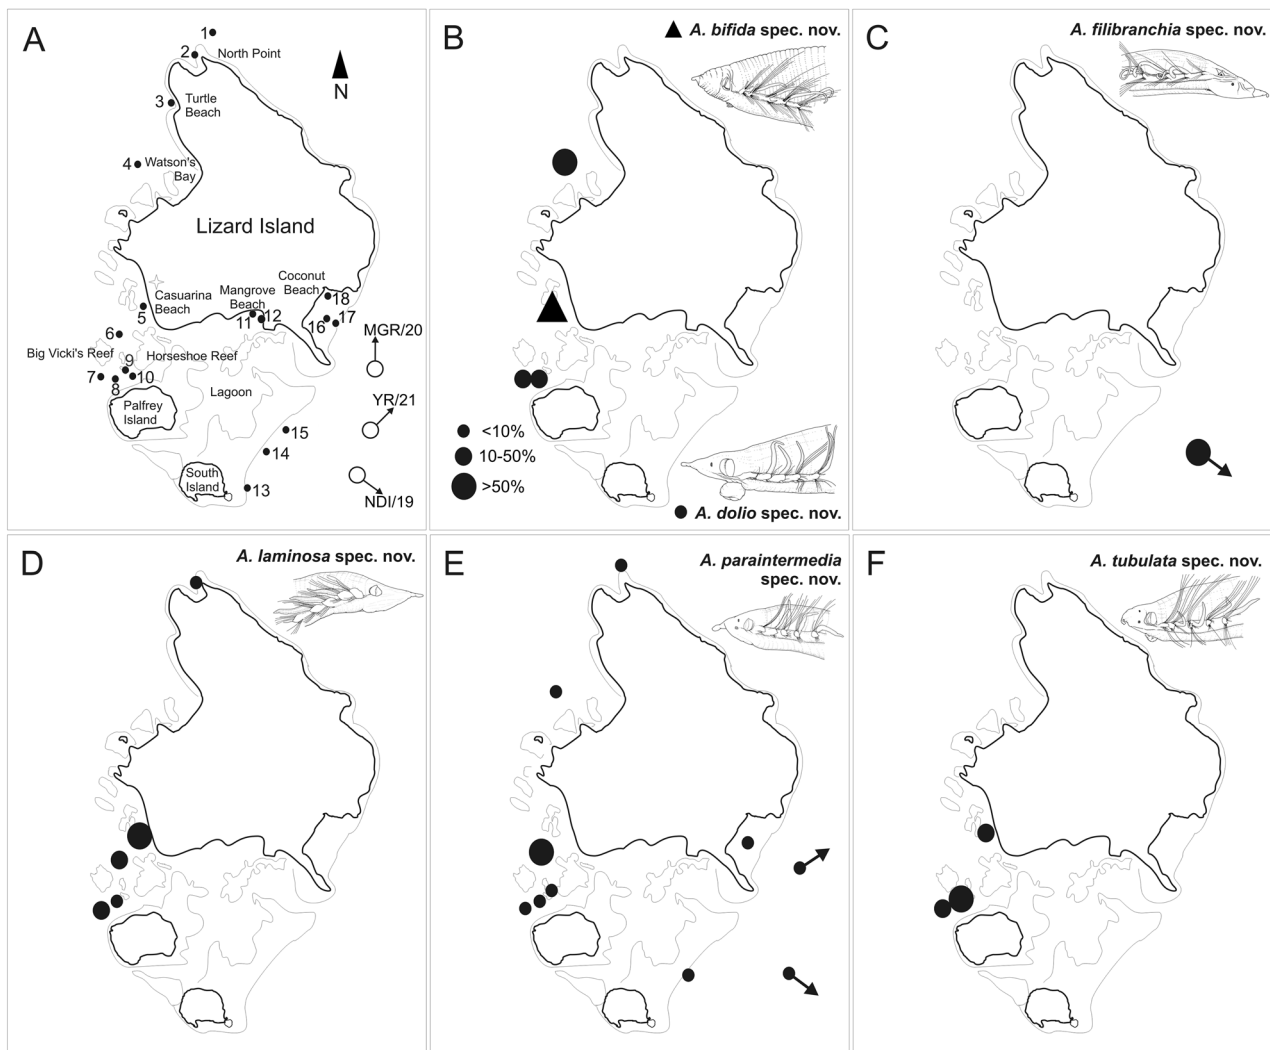 A
1
2
North Point
N
3
Turtle
Beach
4
Watson's
Bay
Lizard Island
Coconut
Beach
Mangrove
Beach
Casuarina
Beach
18
5
11
12
16
17
MGR/20
6
Big Vicki's Reef
9
Horseshoe Reef
7
8
10
Lagoon
YR/21
Palfrey
Island
15
14
South
Island
13
NDI/19
B
A. bifida spec. nov.
<10%
10-50%
>50%
A. dolio spec. nov.
C
A. filibranchia spec. nov.
D
A. laminosa spec. nov.
E
A. paraintermedia
spec. nov.
F
A. tubulata spec. nov.